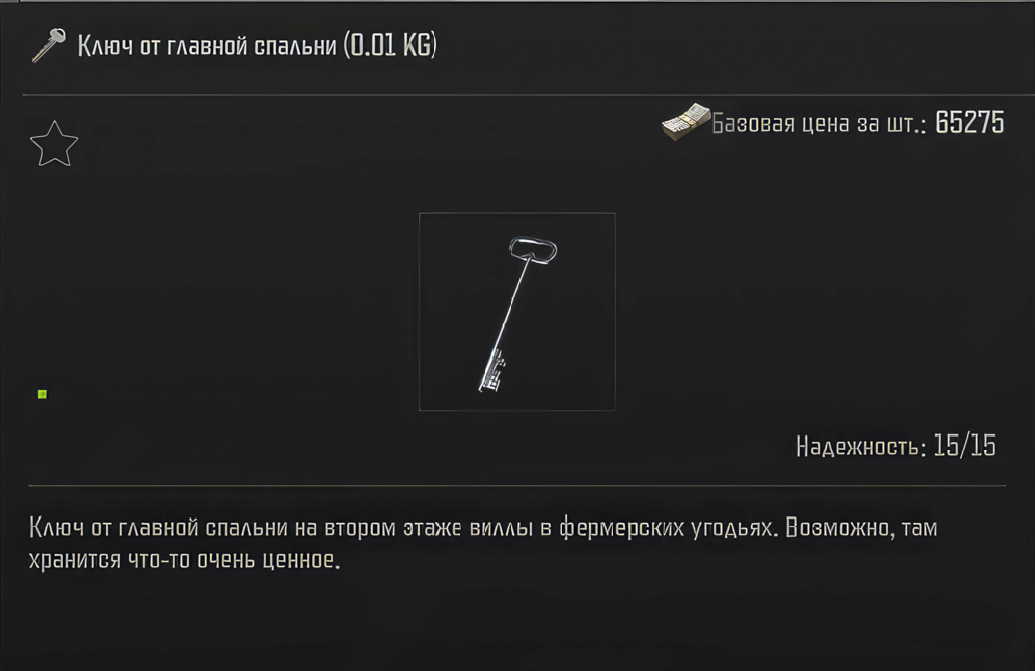 Ключ от главной спальни (0.01 KG)
Базовая цена за шт.: 65275
Надежность: 15/15
Ключ от главной спальни на втором этаже виллы в фермерских угодьях. Возможно, там
хранится что-то очень ценное.